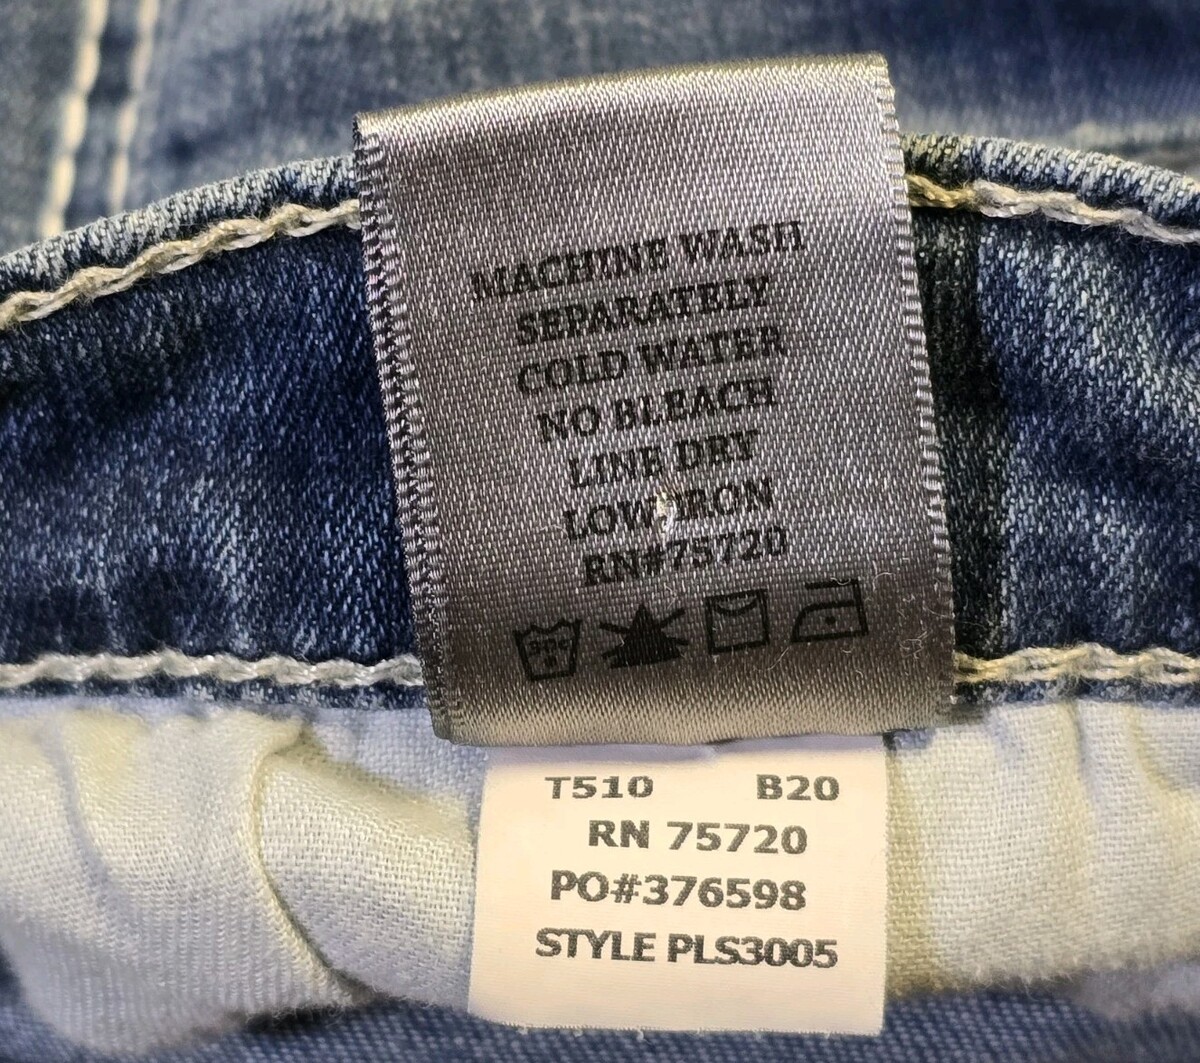 MACHINE WASH
SEPARATELY
COLD WATER
NO BLEACH
LINE DRY
LOW IRON
RN#75720
30C
T510 B20
RN 75720
PO#376598
STYLE PLS3005